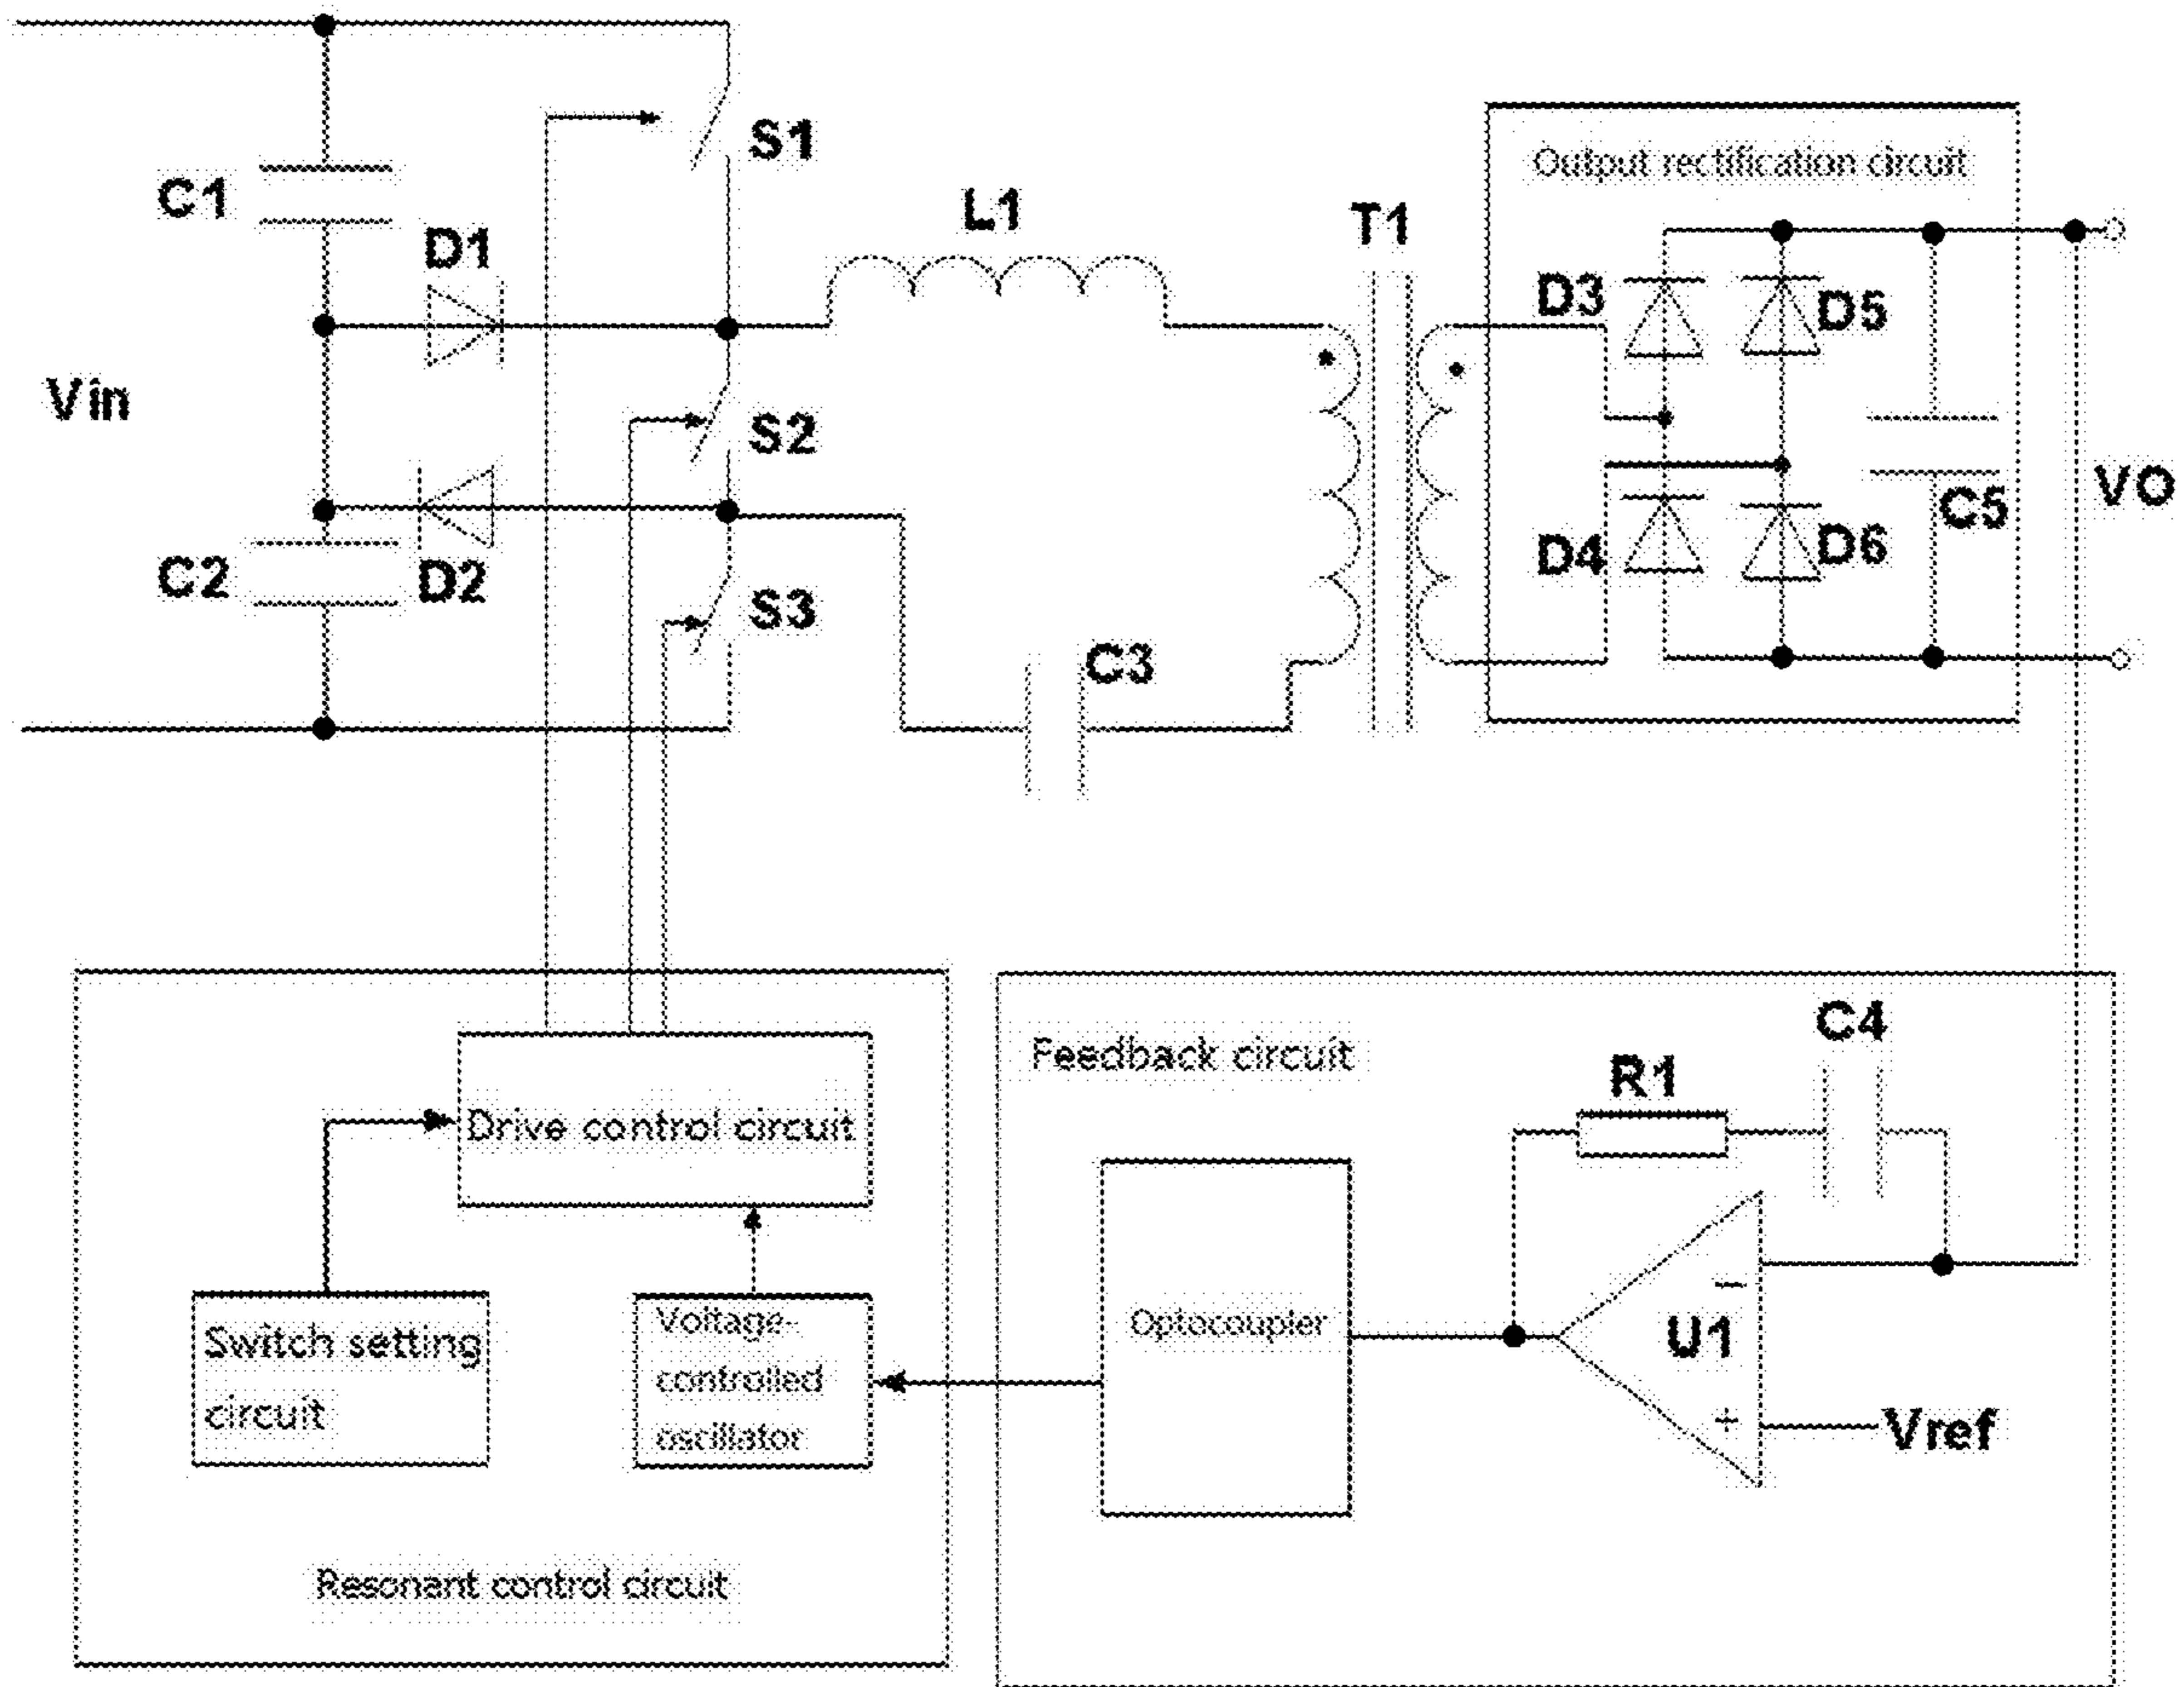 S1
Output rectification circuit
C1
L1
T1
D1
D3
D5
Vin
S2
VO
C5
C2
D2
D4
D6
S3
C3
Feedback circuit
C4
R1
Drive control circuit
Switch setting
circuit
Voltage-
controlled
oscillator
Optocoupler
−
U1
+
Vref
Resonant control circuit